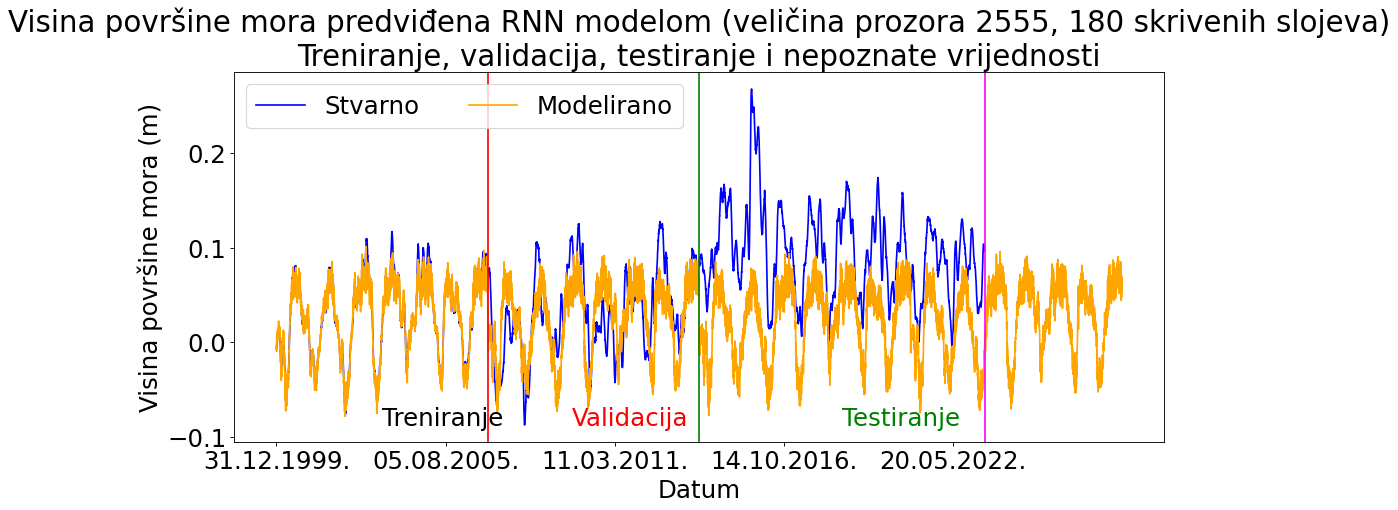 Visina površine mora predviđena RNN modelom (veličina prozora 2555, 180 skrivenih slojeva)
Treniranje, validacija, testiranje i nepoznate vrijednosti
Stvarno
Modelirano
Visina površine mora (m)
0.2
0.1
0.0
−0.1
Treniranje
Validacija
Testiranje
31.12.1999.
05.08.2005.
11.03.2011.
14.10.2016.
20.05.2022.
Datum